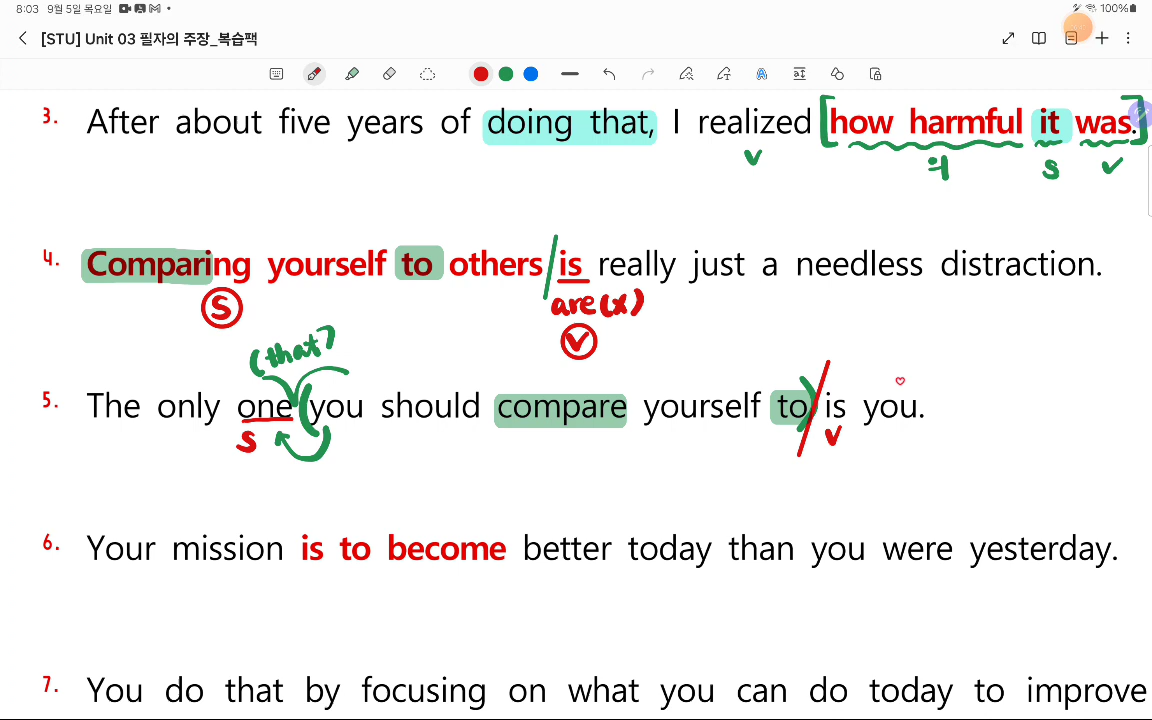 8:03 9월 5일 목요일 100%
[STU] Unit 03 필자의 주장_복습팩
3. After about five years of doing that, I realized [how harmful it was.]
V 형 S V
4. Comparing yourself to others / is really just a needless distraction.
S are(x)
V
(that)
5. The only one (you should compare yourself to) / is you.
S V
6. Your mission is to become better today than you were yesterday.
7. You do that by focusing on what you can do today to improve